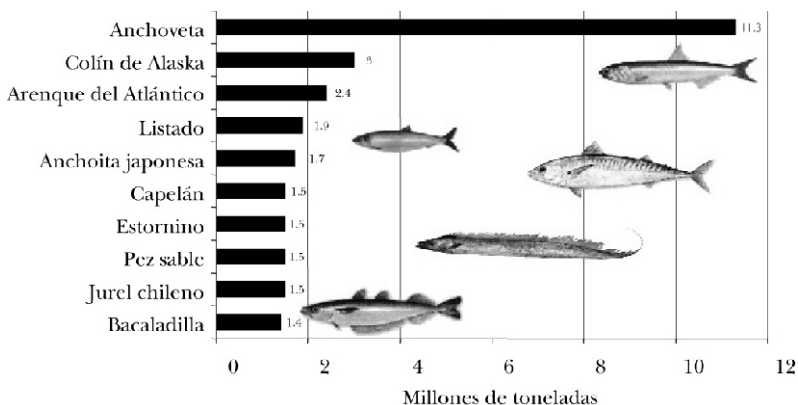 Anchoveta 11.3
Colín de Alaska 3
Arenque del Atlántico 2.4
Listado 1.9
Anchoita japonesa 1.7
Capelán 1.5
Estornino 1.5
Pez sable 1.5
Jurel chileno 1.5
Bacaladilla 1.4
0 2 4 6 8 10 12
Millones de toneladas